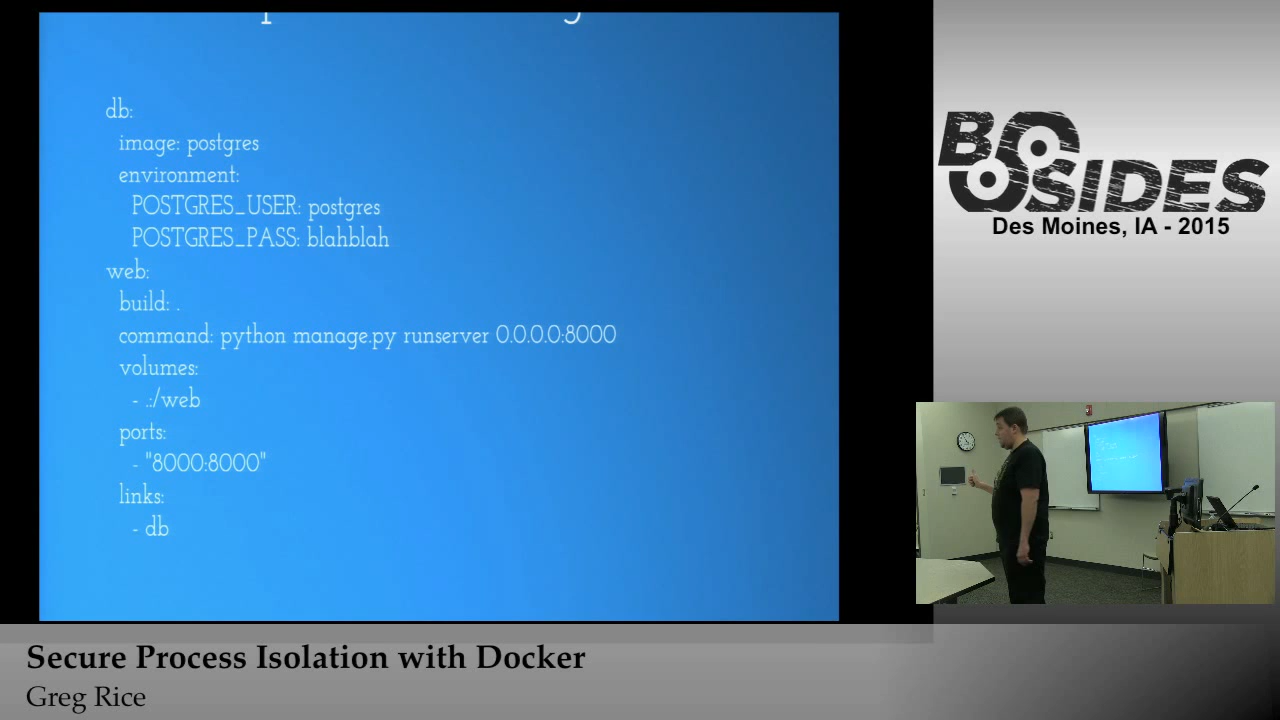 db:
image: postgres
environment:
POSTGRES_USER: postgres
POSTGRES_PASS: blahblah
web:
build: .
command: python manage.py runserver 0.0.0.0:8000
volumes:
- .:/web
ports:
- "8000:8000"
links:
- db
BSIDES
Des Moines, IA - 2015
Secure Process Isolation with Docker
Greg Rice